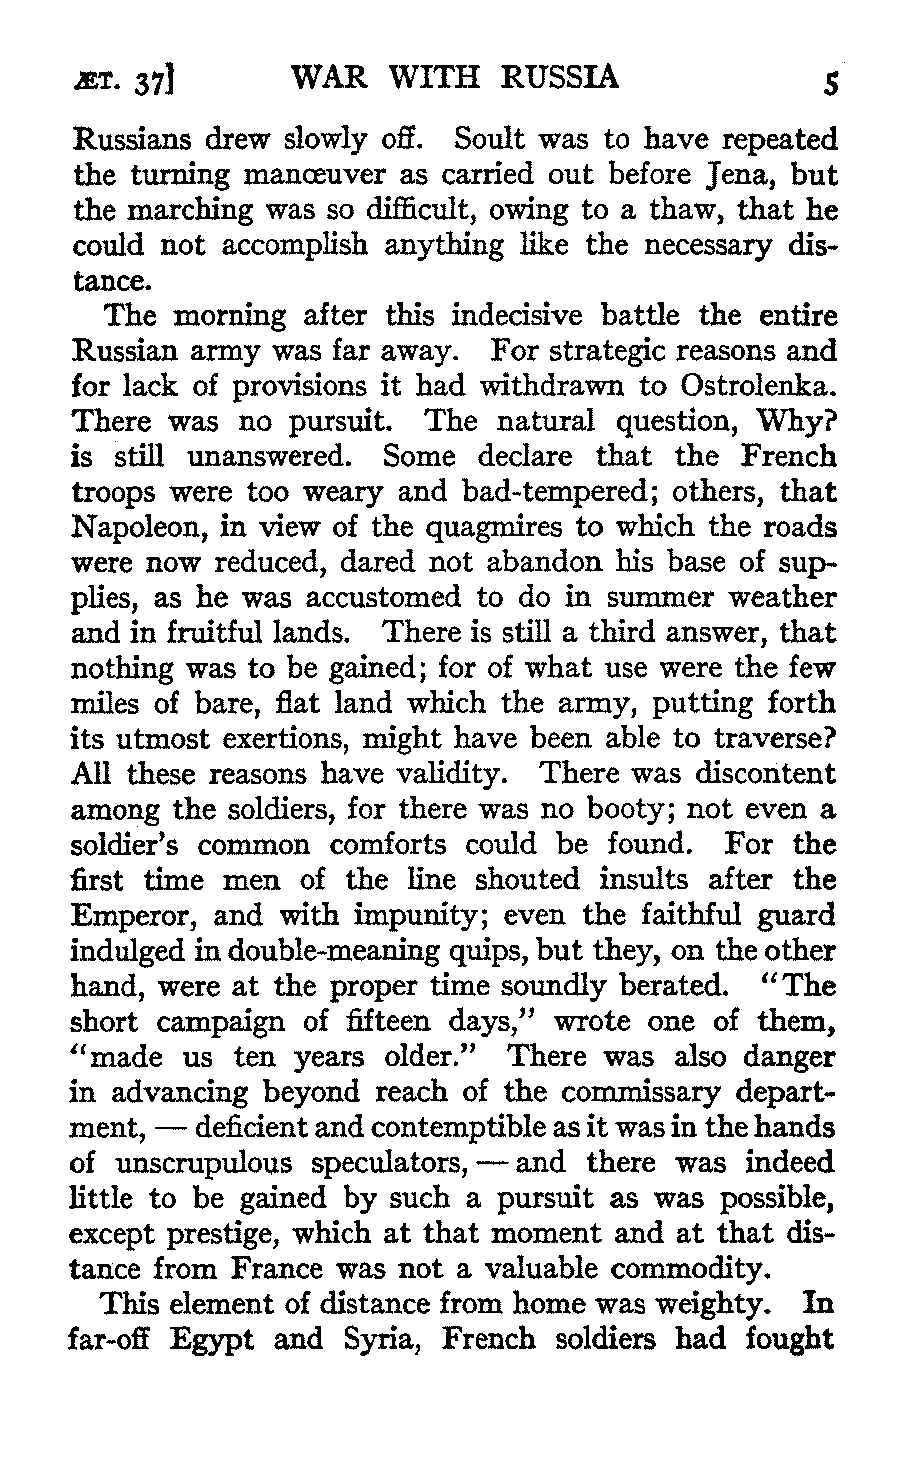 ÆT. 37] WAR WITH RUSSIA 5
Russians drew slowly off. Soult was to have repeated
the turning manœuver as carried out before Jena, but
the marching was so difficult, owing to a thaw, that he
could not accomplish anything like the necessary dis-
tance.
The morning after this indecisive battle the entire
Russian army was far away. For strategic reasons and
for lack of provisions it had withdrawn to Ostrolenka.
There was no pursuit. The natural question, Why?
is still unanswered. Some declare that the French
troops were too weary and bad-tempered; others, that
Napoleon, in view of the quagmires to which the roads
were now reduced, dared not abandon his base of sup-
plies, as he was accustomed to do in summer weather
and in fruitful lands. There is still a third answer, that
nothing was to be gained; for of what use were the few
miles of bare, flat land which the army, putting forth
its utmost exertions, might have been able to traverse?
All these reasons have validity. There was discontent
among the soldiers, for there was no booty; not even a
soldier's common comforts could be found. For the
first time men of the line shouted insults after the
Emperor, and with impunity; even the faithful guard
indulged in double-meaning quips, but they, on the other
hand, were at the proper time soundly berated. "The
short campaign of fifteen days," wrote one of them,
"made us ten years older." There was also danger
in advancing beyond reach of the commissary depart-
ment, — deficient and contemptible as it was in the hands
of unscrupulous speculators, — and there was indeed
little to be gained by such a pursuit as was possible,
except prestige, which at that moment and at that dis-
tance from France was not a valuable commodity.
This element of distance from home was weighty. In
far-off Egypt and Syria, French soldiers had fought